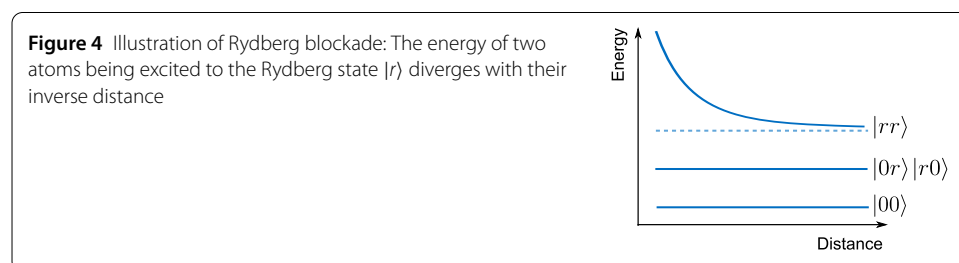 Figure 4 Illustration of Rydberg blockade: The energy of two
atoms being excited to the Rydberg state |r⟩ diverges with their
inverse distance
Energy
|rr⟩
|0r⟩|r0⟩
|00⟩
Distance